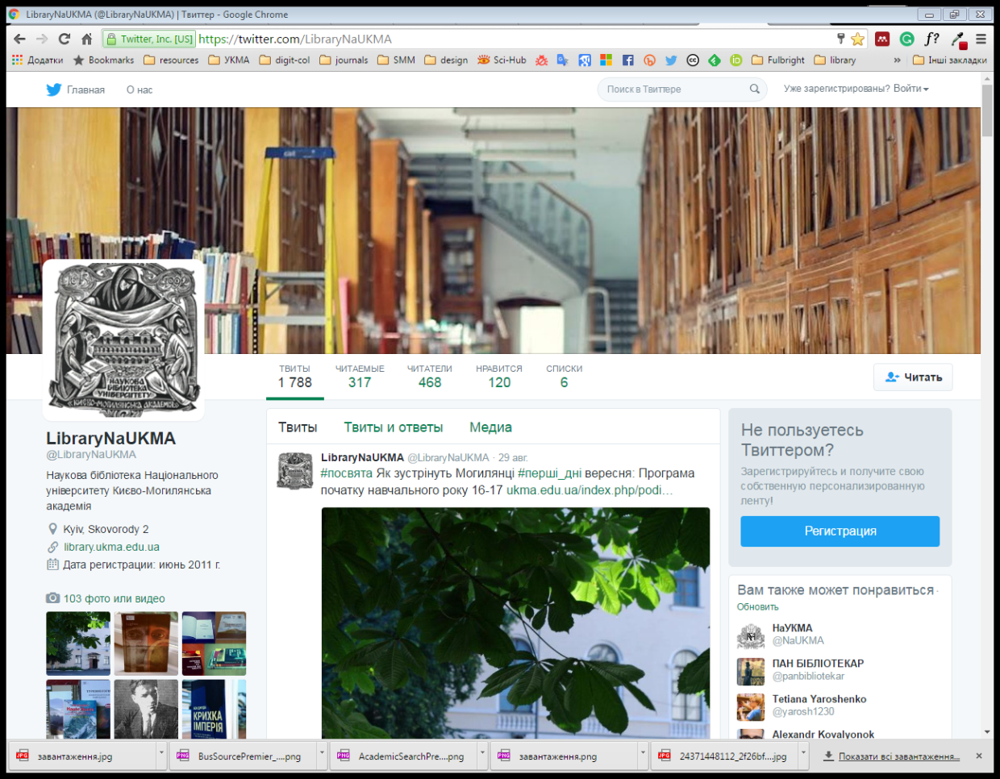 LibraryNaUKMA (@LibraryNaUKMA) | Твиттер - Google Chrome
Twitter, Inc. [US] https://twitter.com/LibraryNaUKMA
f?
Додатки Bookmarks resources УКМА digit-col journals SMM design Sci-Hub Fulbright library » Інші закладки
Главная О нас Поиск в Твиттере Уже зарегистрированы? Войти
cat
НАУКОВА
БІБЛІОТЕКА
УНІВЕРСИТЕТУ
«КИЄВО-МОГИЛЯНСЬКА АКАДЕМІЯ»
ТВИТЫ ЧИТАЕМЫЕ ЧИТАТЕЛИ НРАВИТСЯ СПИСКИ
1 788 317 468 120 6
Читать
LibraryNaUKMA
@LibraryNaUKMA
Наукова бібліотека Національного
університету Києво-Могилянська
академія
Kyiv, Skovorody 2
library.ukma.edu.ua
Дата регистрации: июнь 2011 г.
103 фото или видео
КРИХКА
ІМПЕРІЯ
Твиты Твиты и ответы Медиа
LibraryNaUKMA @LibraryNaUKMA · 29 авг.
#посвята Як зустрінуть Могилянці #перші_дні вересня: Програма
початку навчального року 16-17 ukma.edu.ua/index.php/podi…
Не пользуетесь
Твиттером?
Зарегистрируйтесь и получите свою
собственную персонализированную
ленту!
Регистрация
Вам также может понравиться ·
Обновить
НаУКМА
@NaUKMA
ПАН БІБЛІОТЕКАР
@panbibliotekar
Tetiana Yaroshenko
@yarosh1230
Alexandr Kovalyonok
завантаження.jpg BusSourcePremier_....png AcademicSearchPre....png завантаження.png 24371448112_2f26bf....jpg Показати всі завантаження...